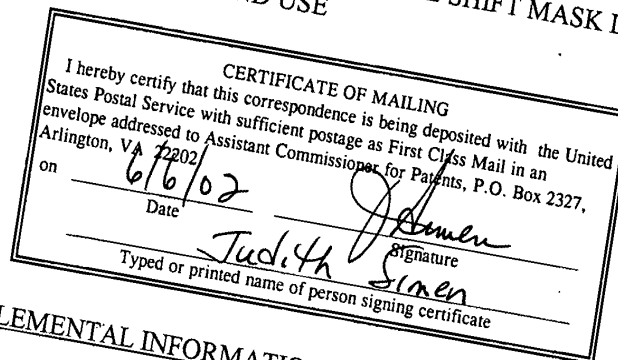 SHIFT MASK
USE
CERTIFICATE OF MAILING
I hereby certify that this correspondence is being deposited with the United
States Postal Service with sufficient postage as First Class Mail in an
envelope addressed to Assistant Commissioner for Patents, P.O. Box 2327,
Arlington, VA 22202
on 6/6/02 J Simen
Date Signature
Judith Simen
Typed or printed name of person signing certificate
LEMENTAL INFORMATIO